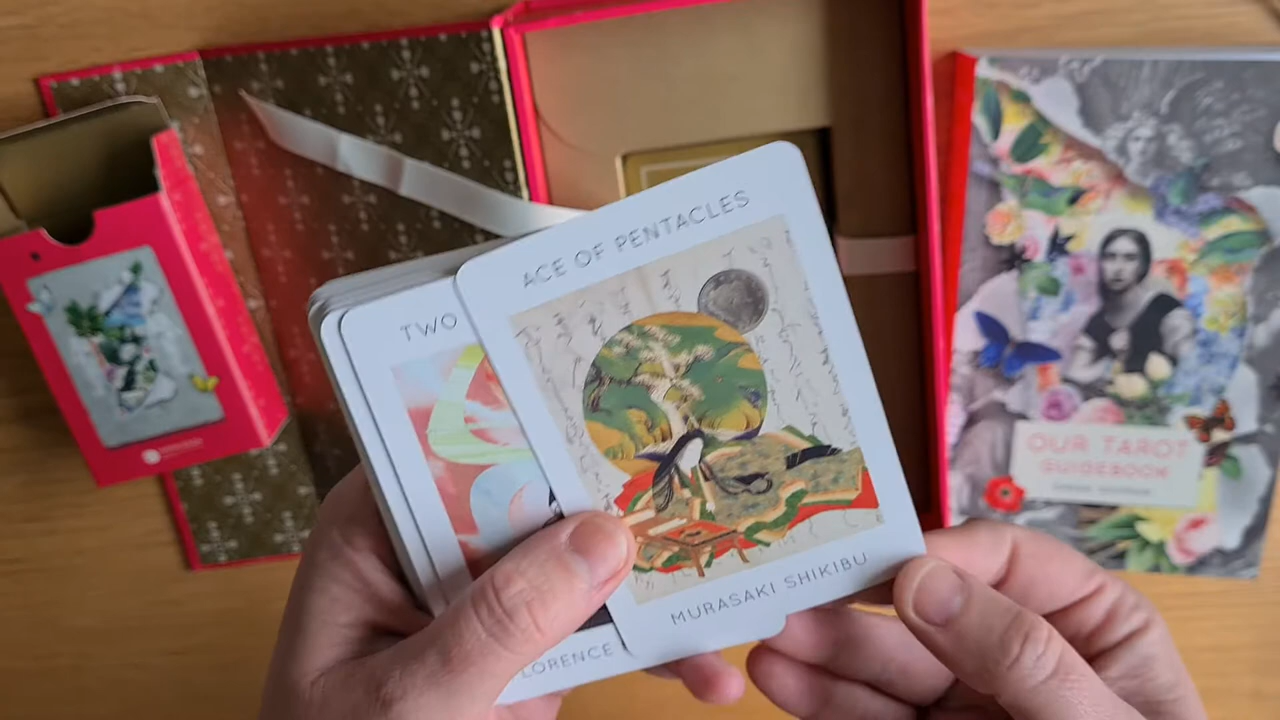 ACE OF PENTACLES
MURASAKI SHIKIBU
TWO
LORENCE
OUR TAROT
GUIDEBOOK